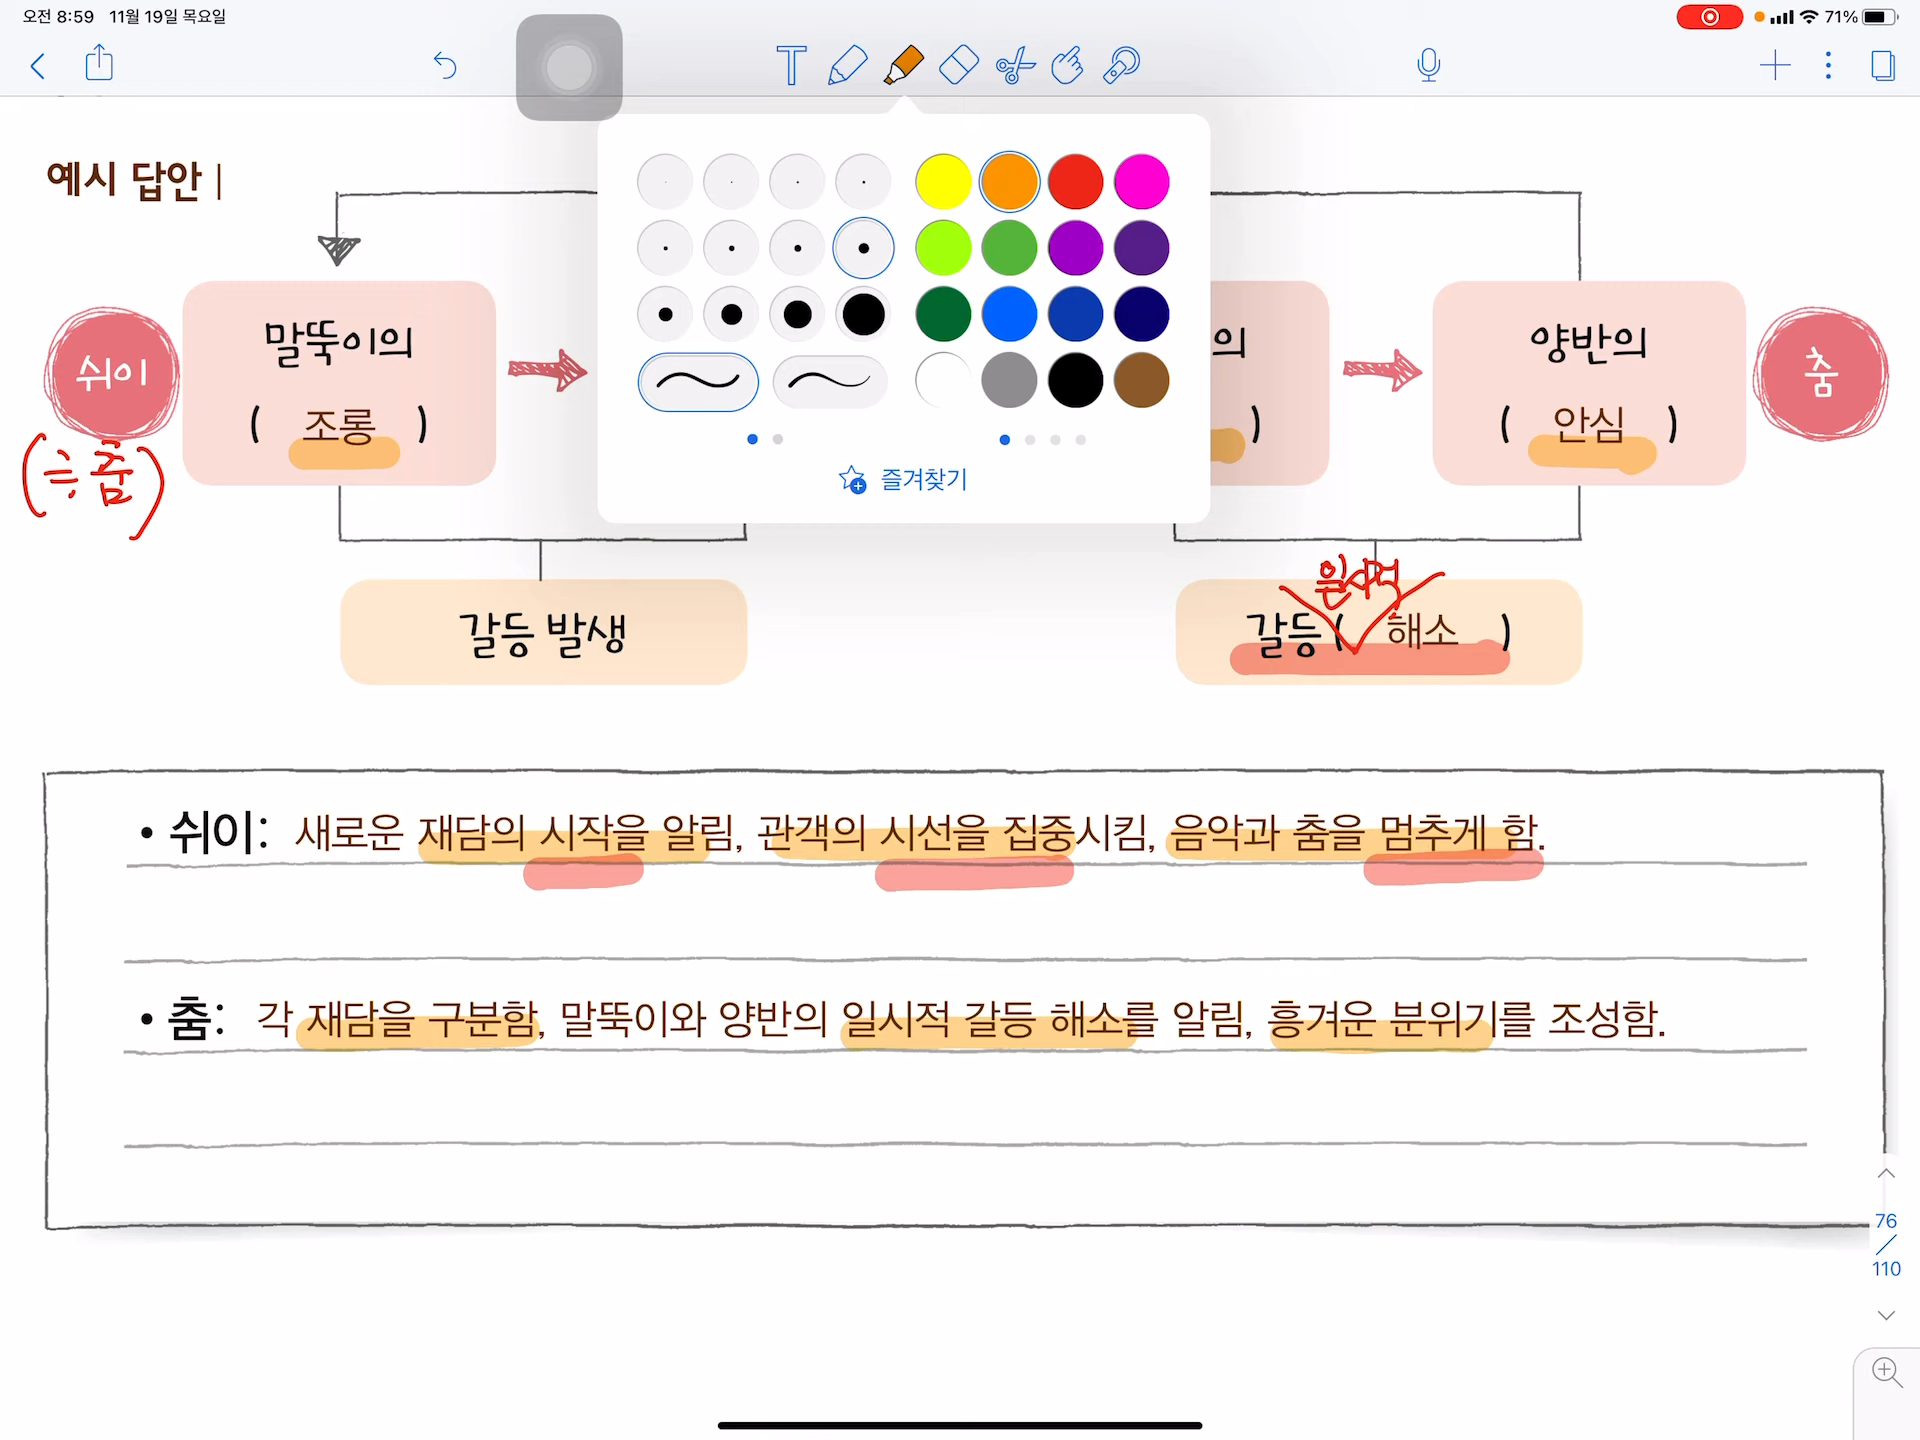 오전 8:59 11월 19일 목요일
71%
T
예시 답안
즐겨찾기
쉬이
말뚝이의
( 조롱 )
의
)
양반의
( 안심 )
춤
(≒춤)
갈등 발생
일시적
갈등( 해소 )
• 쉬이: 새로운 재담의 시작을 알림, 관객의 시선을 집중시킴, 음악과 춤을 멈추게 함.
• 춤: 각 재담을 구분함, 말뚝이와 양반의 일시적 갈등 해소를 알림, 흥겨운 분위기를 조성함.
76
/
110